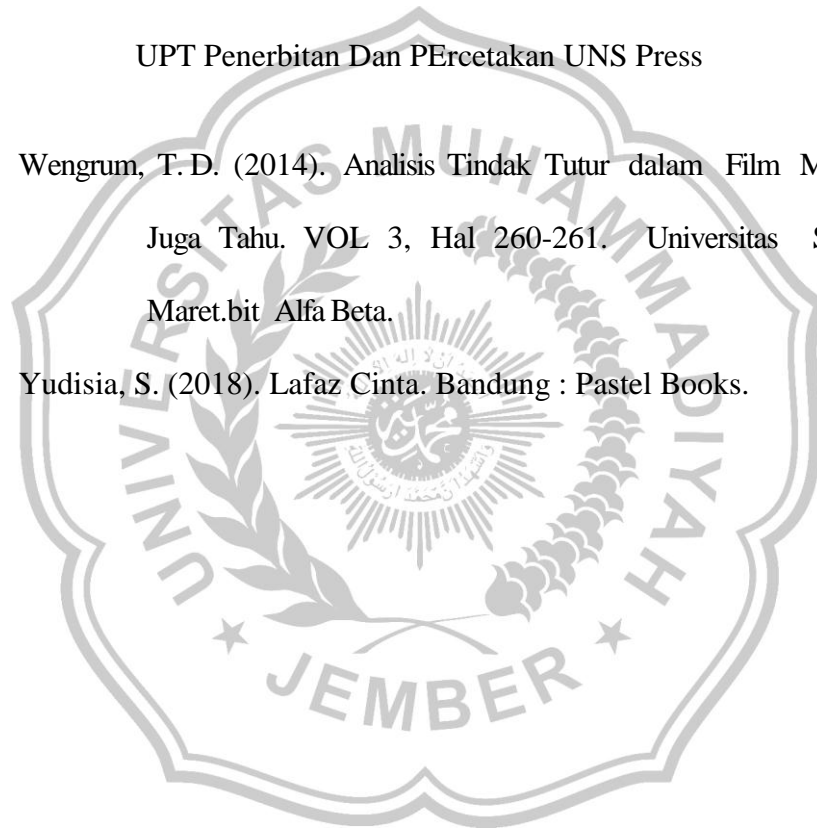 UPT Penerbitan Dan PErcetakan UNS Press
Wengrum, T. D. (2014). Analisis Tindak Tutur dalam Film M
Juga Tahu. VOL 3, Hal 260-261. Universitas S
Maret.bit Alfa Beta.
Yudisia, S. (2018). Lafaz Cinta. Bandung : Pastel Books.
UNIVERSITAS MUHAMMADIYAH
JEMBER